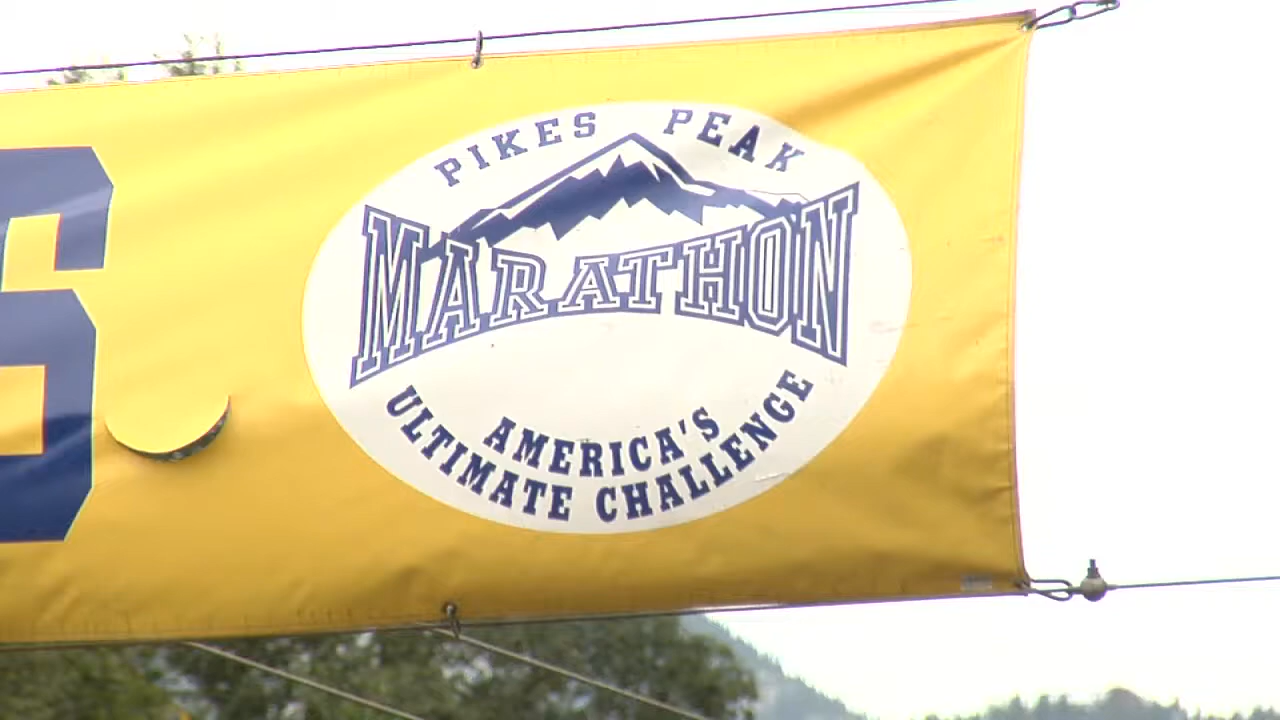 S
PIKES PEAK
MARATHON
AMERICA'S
ULTIMATE CHALLENGE